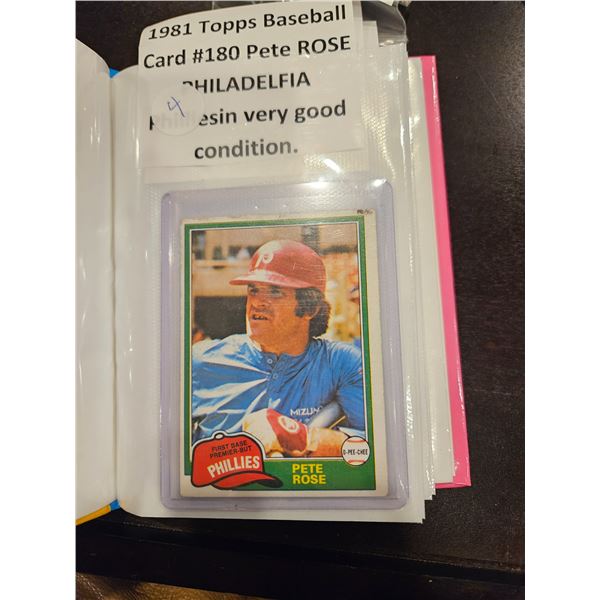 1981 Topps Baseball
Card #180 Pete ROSE
PHILADELFIA
4
Philliesin very good
condition.
P
MIZUNO
FIRST BASE
PREMIER-BUT
PHILLIES
PETE
ROSE
O-PEE-CHEE